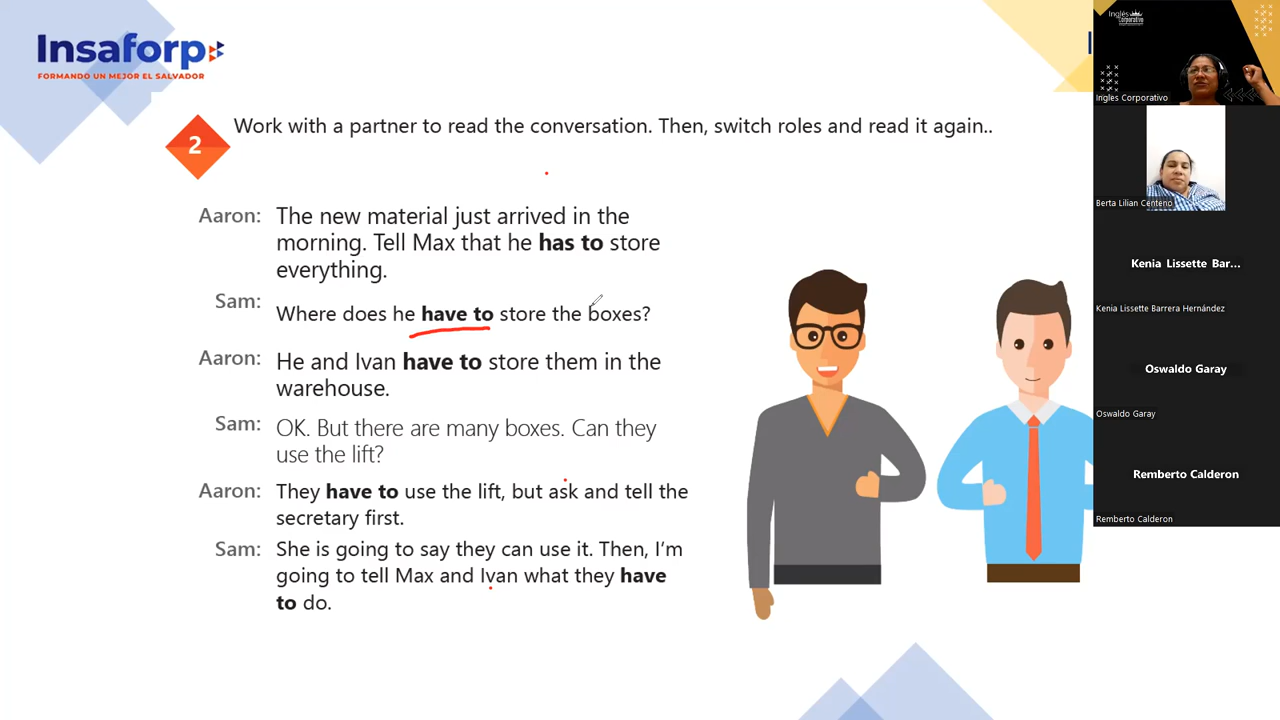 Insaforp
FORMANDO UN MEJOR EL SALVADOR
2
Work with a partner to read the conversation. Then, switch roles and read it again..
Aaron: The new material just arrived in the
morning. Tell Max that he has to store
everything.
Sam: Where does he have to store the boxes?
Aaron: He and Ivan have to store them in the
warehouse.
Sam: OK. But there are many boxes. Can they
use the lift?
Aaron: They have to use the lift, but ask and tell the
secretary first.
Sam: She is going to say they can use it. Then, I'm
going to tell Max and Ivan what they have
to do.
Inglés
Corporativo
Ingles Corporativo
Berta Lilian Centeno
Kenia Lissette Bar...
Kenia Lissette Barrera Hernández
Oswaldo Garay
Oswaldo Garay
Remberto Calderon
Remberto Calderon